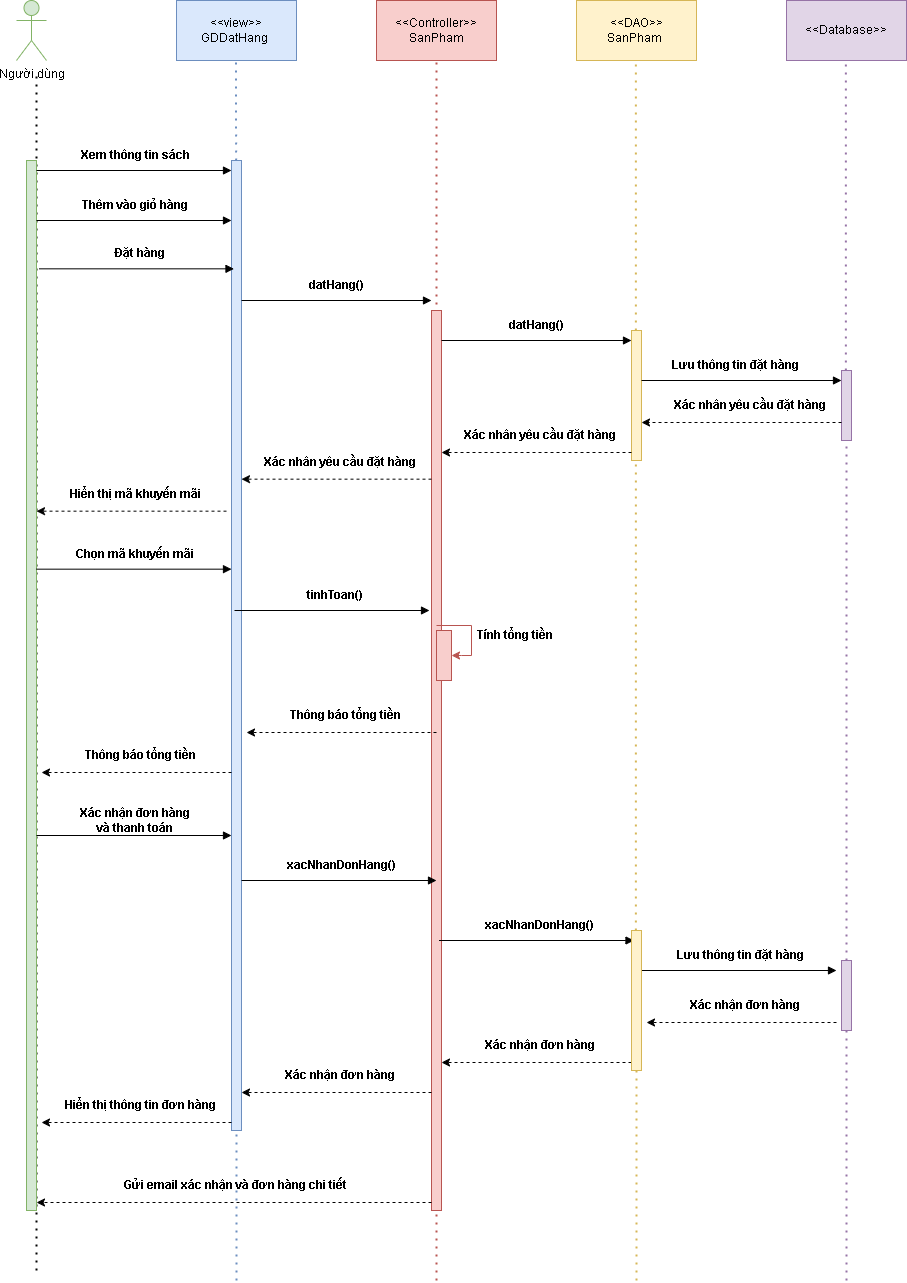 <<view>>
GDDatHang
<<Controller>>
SanPham
<<DAO>>
SanPham
<<Database>>
Người dùng
Xem thông tin sách
Thêm vào giỏ hàng
Đặt hàng
datHang()
datHang()
Lưu thông tin đặt hàng
Xác nhân yêu cầu đặt hàng
Xác nhân yêu cầu đặt hàng
Xác nhân yêu cầu đặt hàng
Hiển thị mã khuyến mãi
Chọn mã khuyến mãi
tinhToan()
Tính tổng tiền
Thông báo tổng tiền
Thông báo tổng tiền
Xác nhận đơn hàng
và thanh toán
xacNhanDonHang()
xacNhanDonHang()
Lưu thông tin đặt hàng
Xác nhận đơn hàng
Xác nhận đơn hàng
Xác nhận đơn hàng
Hiển thị thông tin đơn hàng
Gửi email xác nhận và đơn hàng chi tiết